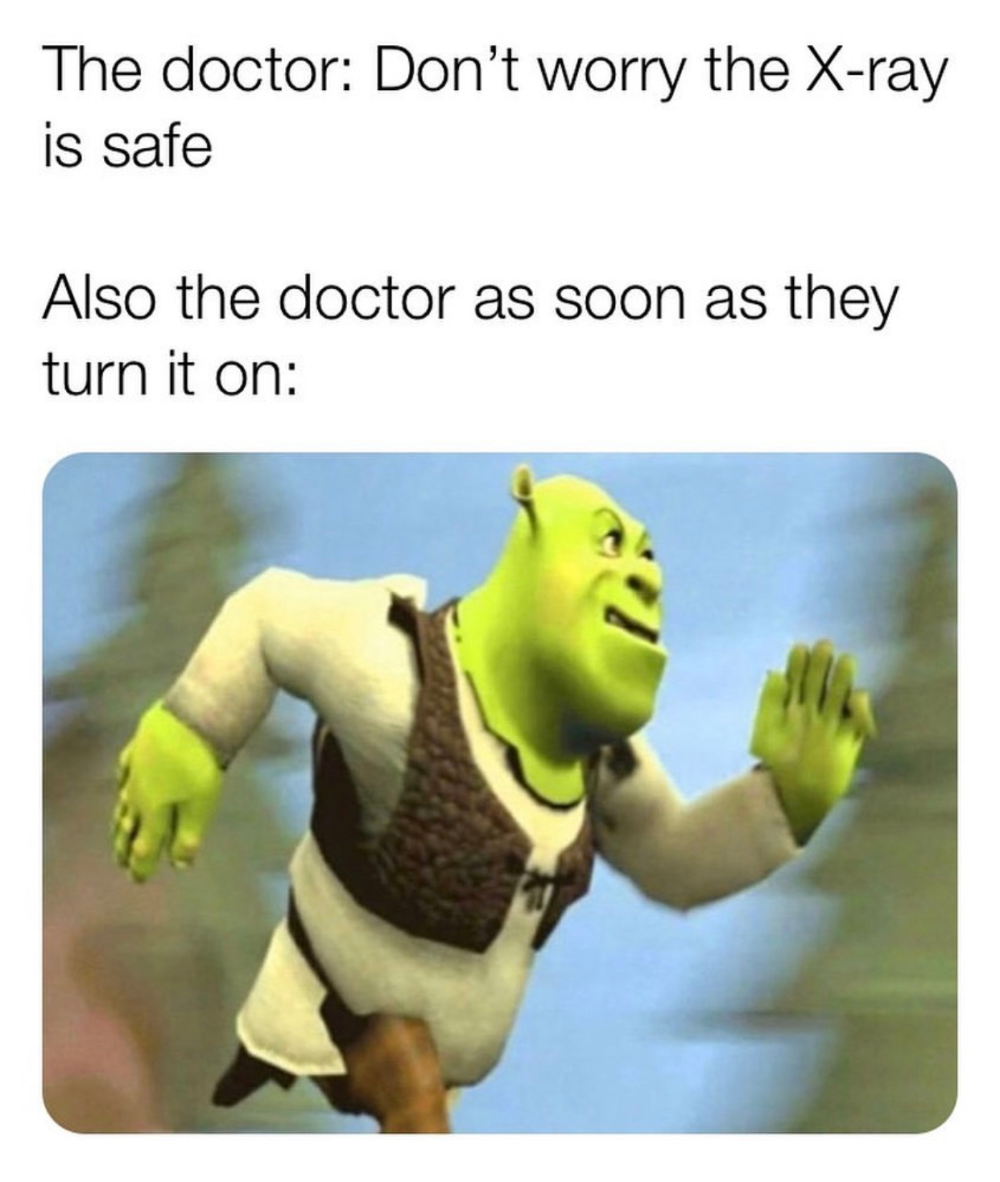 The doctor: Don’t worry the X-ray
is safe
Also the doctor as soon as they
turn it on: